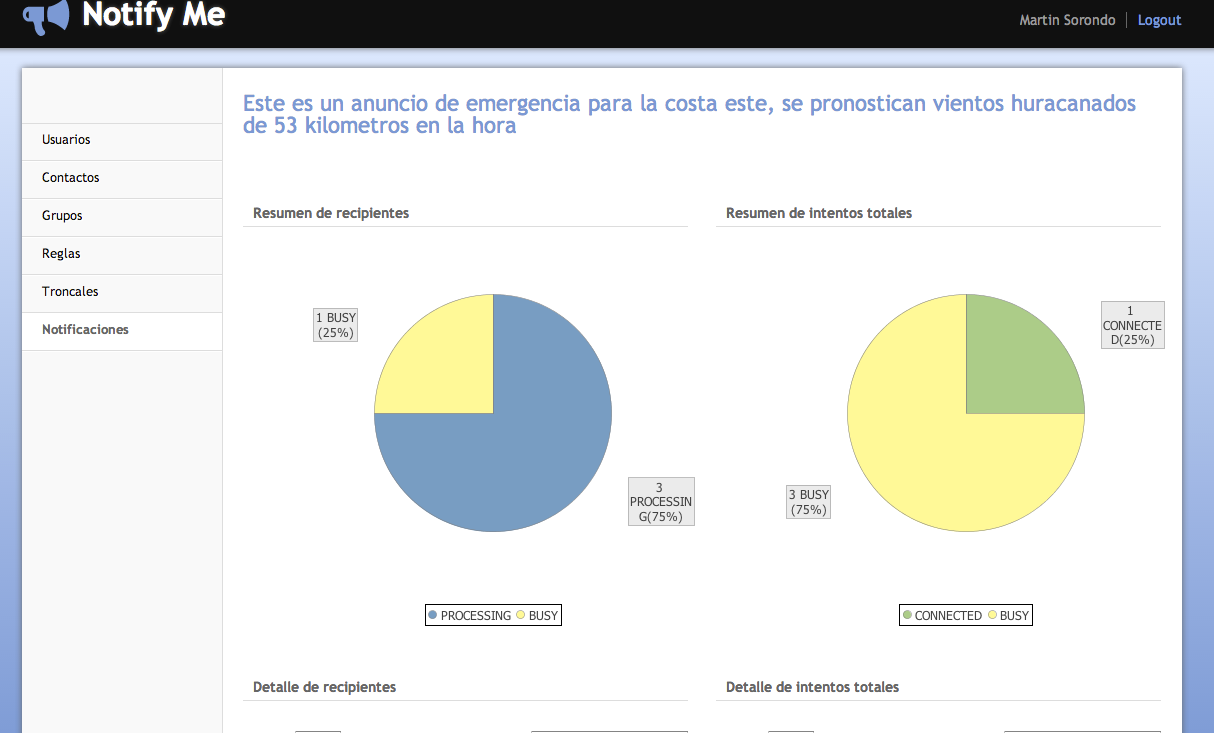 Notify Me
Martin Sorondo
Logout
Usuarios
Contactos
Grupos
Reglas
Troncales
Notificaciones
Este es un anuncio de emergencia para la costa este, se pronostican vientos huracanados
de 53 kilometros en la hora
Resumen de recipientes
1 BUSY
(25%)
3
PROCESSIN
G(75%)
PROCESSING BUSY
Resumen de intentos totales
1
CONNECTE
D(25%)
3 BUSY
(75%)
CONNECTED BUSY
Detalle de recipientes
Detalle de intentos totales